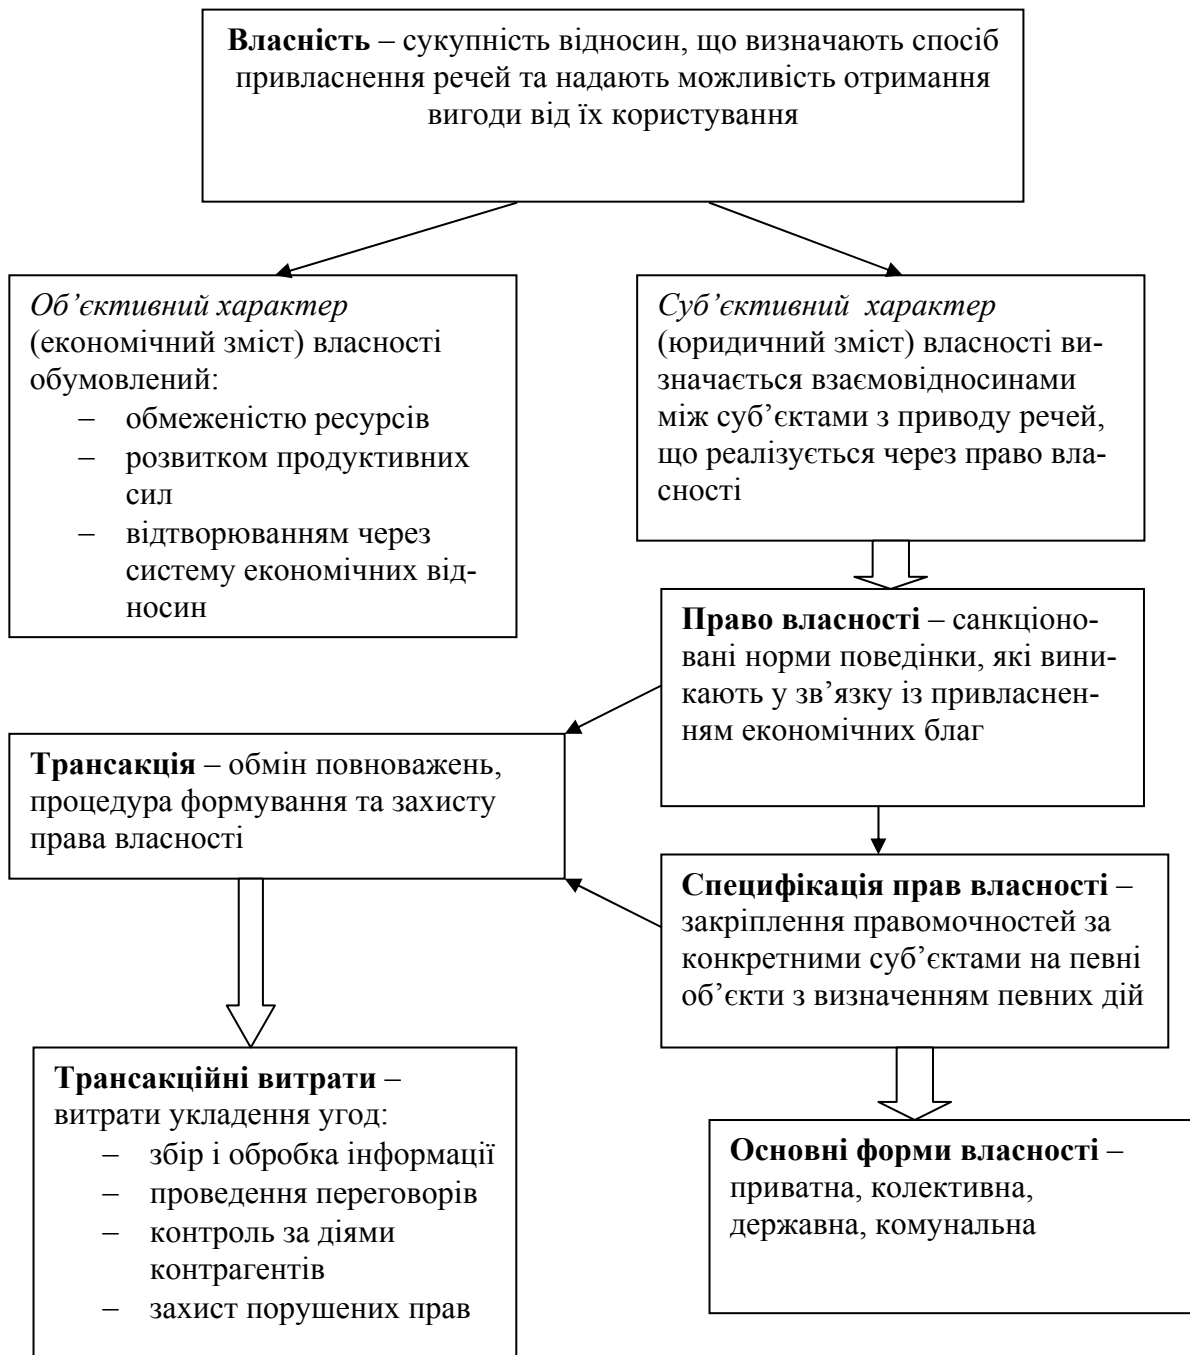 Власність – сукупність відносин, що визначають спосіб
привласнення речей та надають можливість отримання
вигоди від їх користування
Об’єктивний характер
(економічний зміст) власності
обумовлений:
– обмеженістю ресурсів
– розвитком продуктивних
сил
– відтворюванням через
систему економічних від-
носин
Суб’єктивний характер
(юридичний зміст) власності ви-
значається взаємовідносинами
між суб’єктами з приводу речей,
що реалізується через право вла-
сності
Право власності – санкціоно-
вані норми поведінки, які вини-
кають у зв’язку із привласнен-
ням економічних благ
Трансакція – обмін повноважень,
процедура формування та захисту
права власності
Специфікація прав власності –
закріплення правомочностей за
конкретними суб’єктами на певні
об’єкти з визначенням певних дій
Трансакційні витрати –
витрати укладення угод:
– збір і обробка інформації
– проведення переговорів
– контроль за діями
контрагентів
– захист порушених прав
Основні форми власності –
приватна, колективна,
державна, комунальна